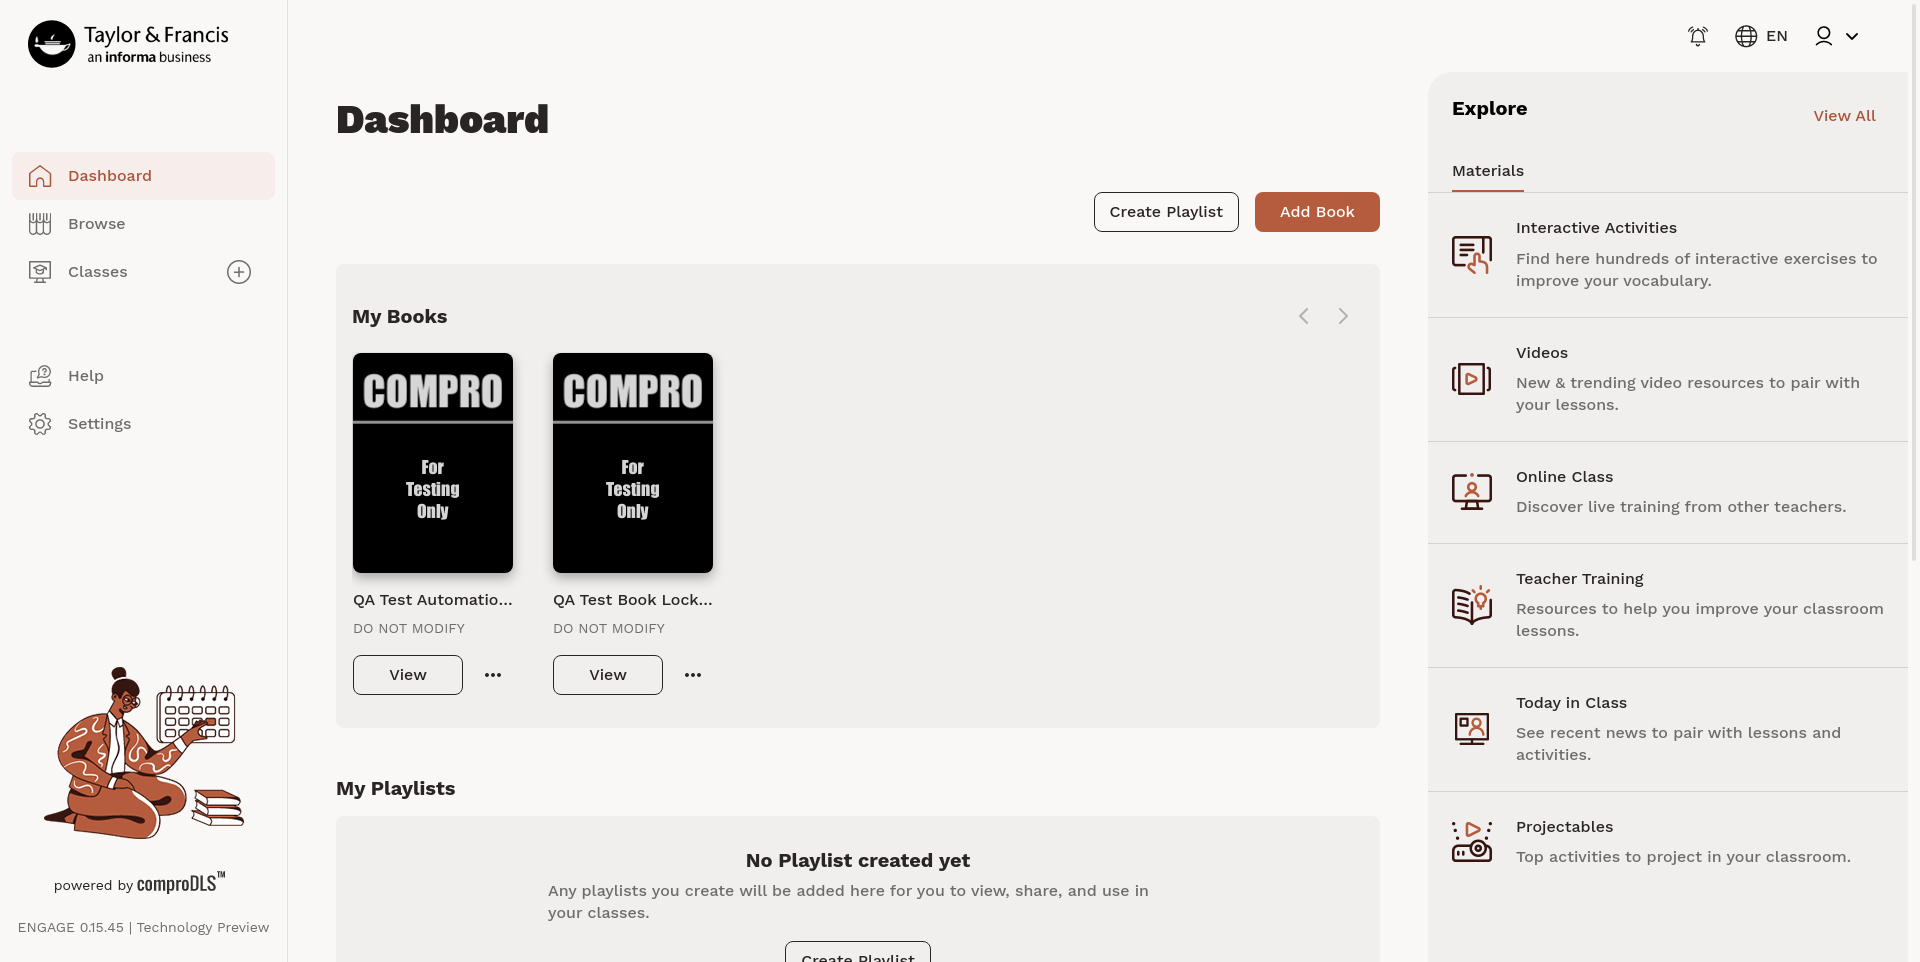 Taylor & Francis
an informa business
EN
Dashboard
Browse
Classes
Help
Settings
powered by comproDLS™
ENGAGE 0.15.45 | Technology Preview
Dashboard
Create Playlist
Add Book
My Books
COMPRO
For
Testing
Only
QA Test Automatio...
DO NOT MODIFY
View
COMPRO
For
Testing
Only
QA Test Book Lock...
DO NOT MODIFY
View
My Playlists
No Playlist created yet
Any playlists you create will be added here for you to view, share, and use in
your classes.
Create Playlist
Explore
View All
Materials
Interactive Activities
Find here hundreds of interactive exercises to
improve your vocabulary.
Videos
New & trending video resources to pair with
your lessons.
Online Class
Discover live training from other teachers.
Teacher Training
Resources to help you improve your classroom
lessons.
Today in Class
See recent news to pair with lessons and
activities.
Projectables
Top activities to project in your classroom.